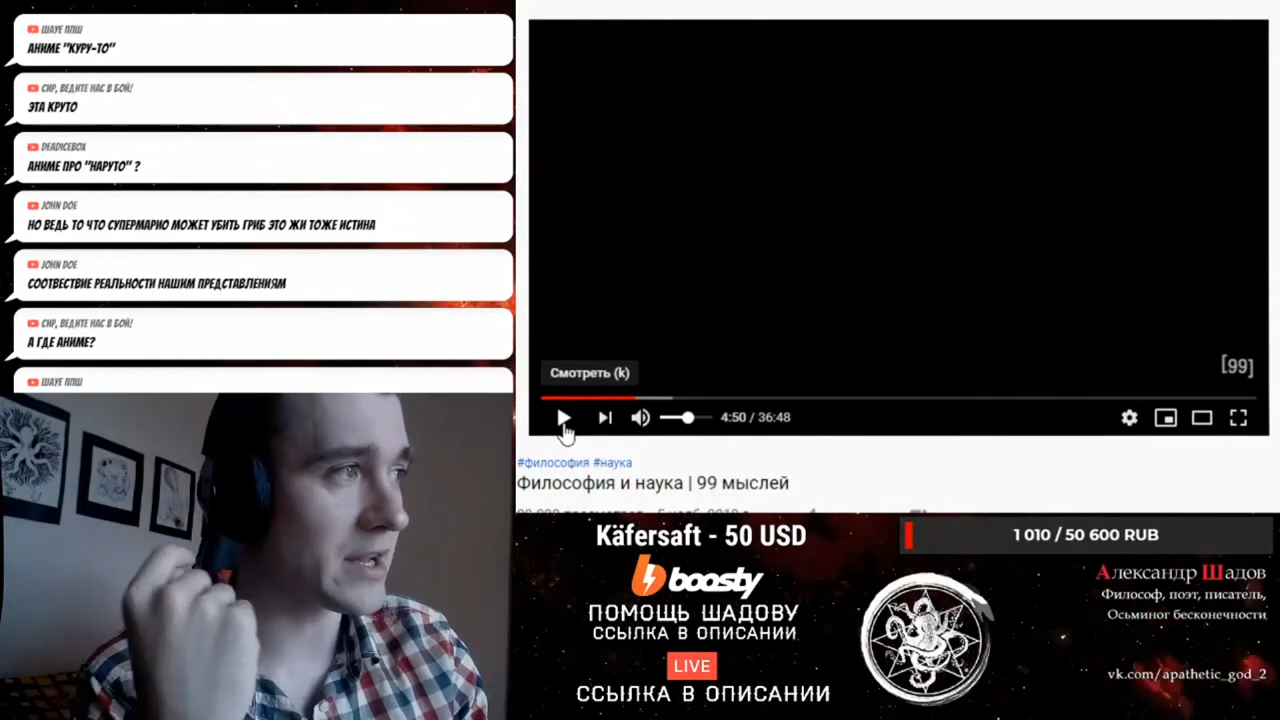 ШАУЕ ППШ
АНИМЕ "КУРУ-ТО"
СИР, ВЕДИТЕ НАС В БОЙ!
ЭТА КРУТО
DEADICEBOX
АНИМЕ ПРО "НАРУТО" ?
JOHN DOE
НО ВЕДЬ ТО ЧТО СУПЕРМАРИО МОЖЕТ УБИТЬ ГРИБ ЭТО ЖИ ТОЖЕ ИСТИНА
JOHN DOE
СООТВЕСТВИЕ РЕАЛЬНОСТИ НАШИМ ПРЕДСТАВЛЕНИЯМ
СИР, ВЕДИТЕ НАС В БОЙ!
А ГДЕ АНИМЕ?
ШАУЕ ППШ
[99]
Смотреть (k)
4:50 / 36:48
#философия #наука
Философия и наука | 99 мыслей
Käfersaft - 50 USD
boosty
ПОМОЩЬ ШАДОВУ
ССЫЛКА В ОПИСАНИИ
LIVE
ССЫЛКА В ОПИСАНИИ
1 010 / 50 600 RUB
Александр Шадов
Философ, поэт, писатель,
Осьминог бесконечности
vk.com/apathetic_god_2